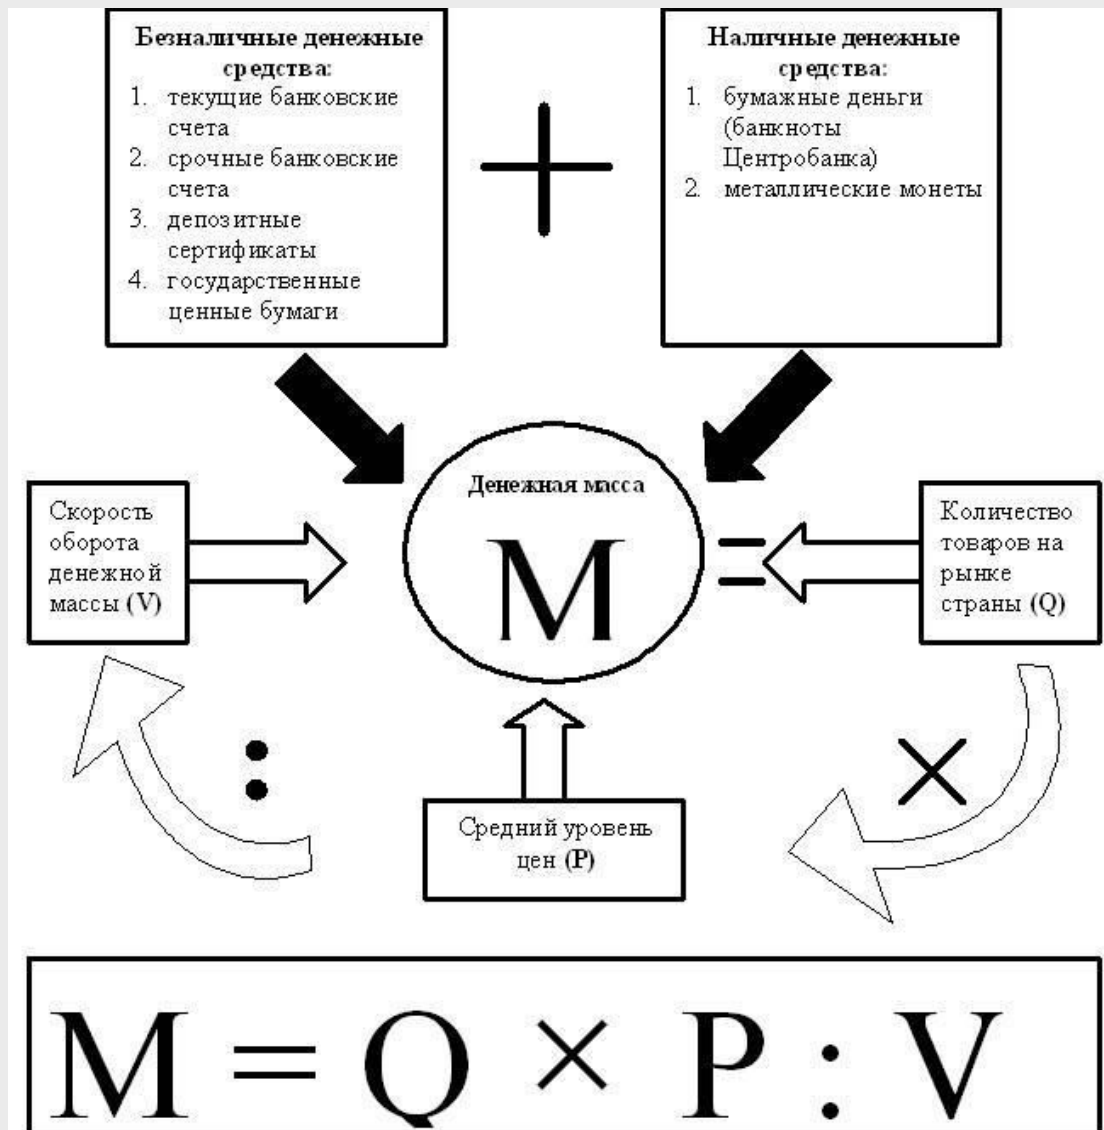 Безналичные денежные
средства:
1. текущие банковские
счета
2. срочные банковские
счета
3. депозитные
сертификаты
4. государственные
ценные бумаги
+
Наличные денежные
средства:
1. бумажные деньги
(банкноты
Центробанка)
2. металлические монеты
Скорость
оборота
денежной
массы (V)
Денежная масса
M
=
Количество
товаров на
рынке
страны (Q)
:
Средний уровень
цен (P)
×
M = Q × P : V